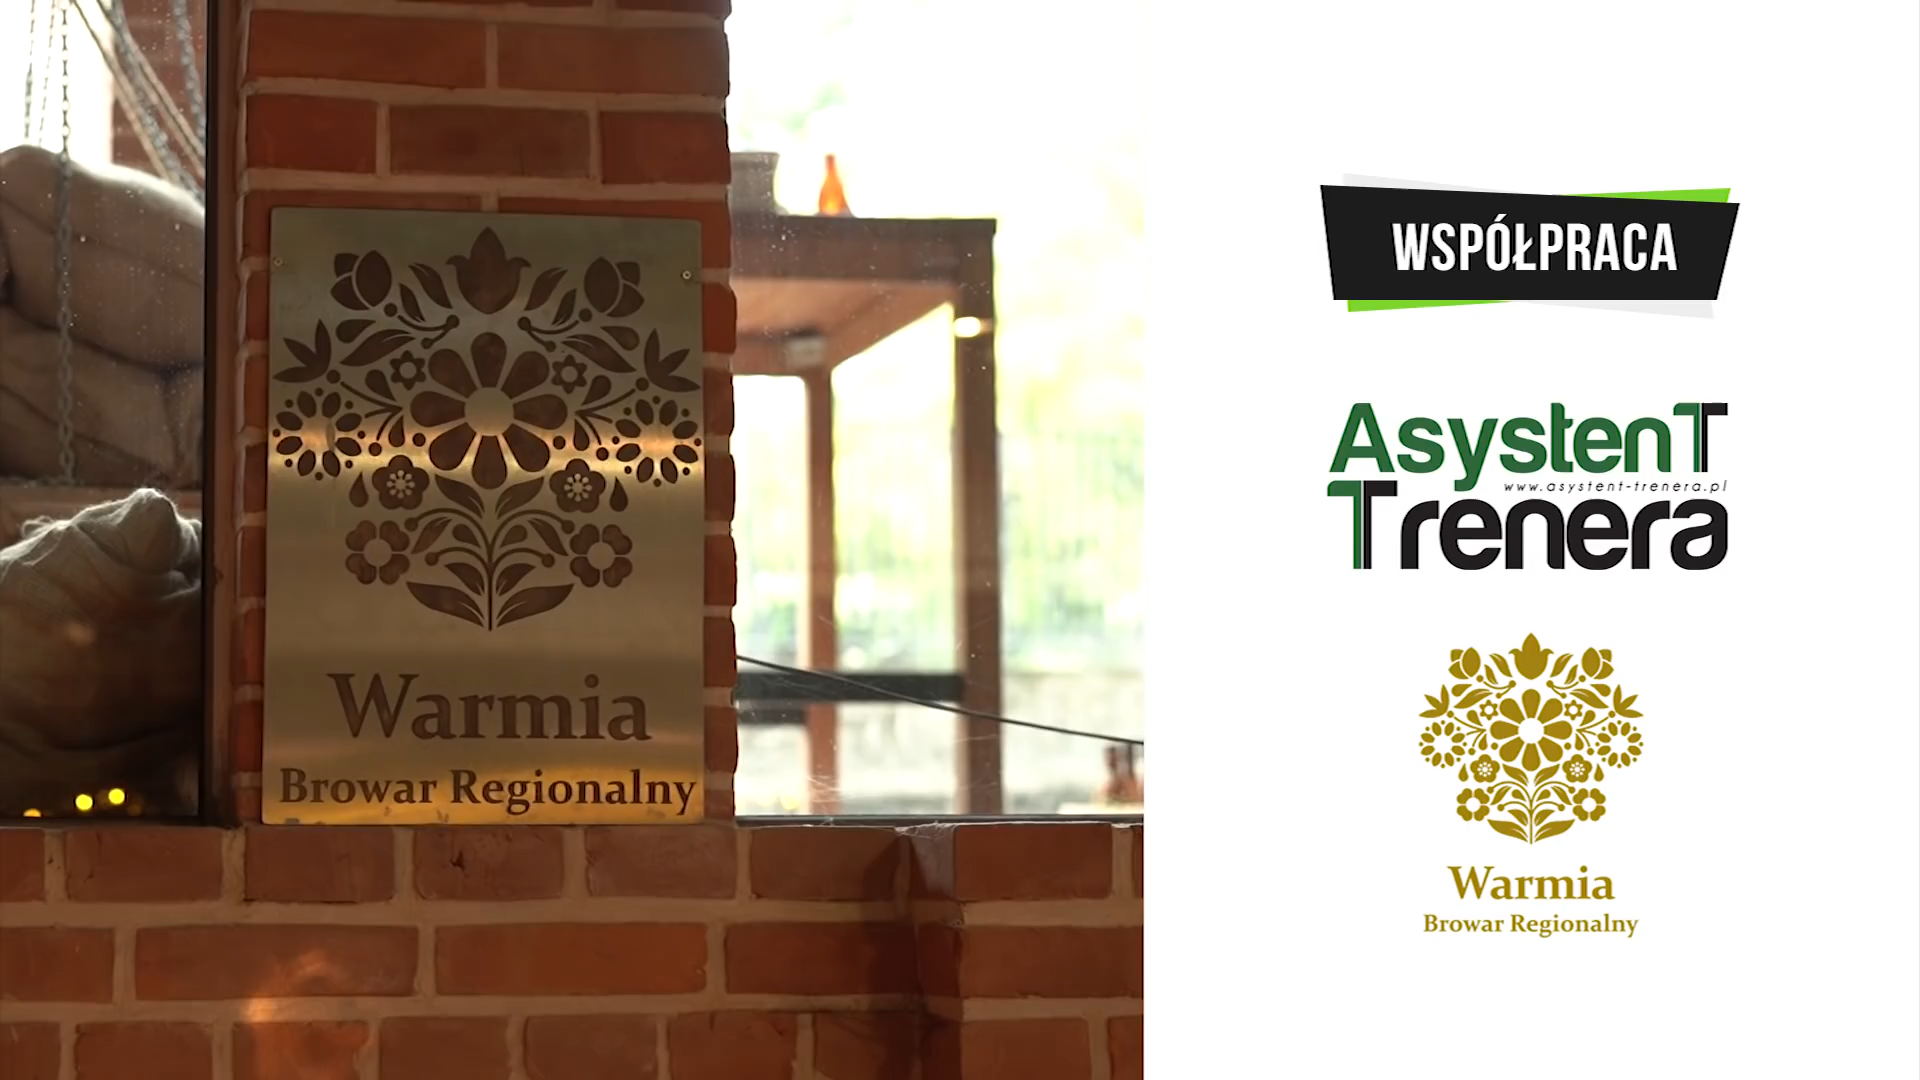 Warmia
Browar Regionalny
WSPÓŁPRACA
AsystenT
www.asystent-trenera.pl
Trenera
Warmia
Browar Regionalny